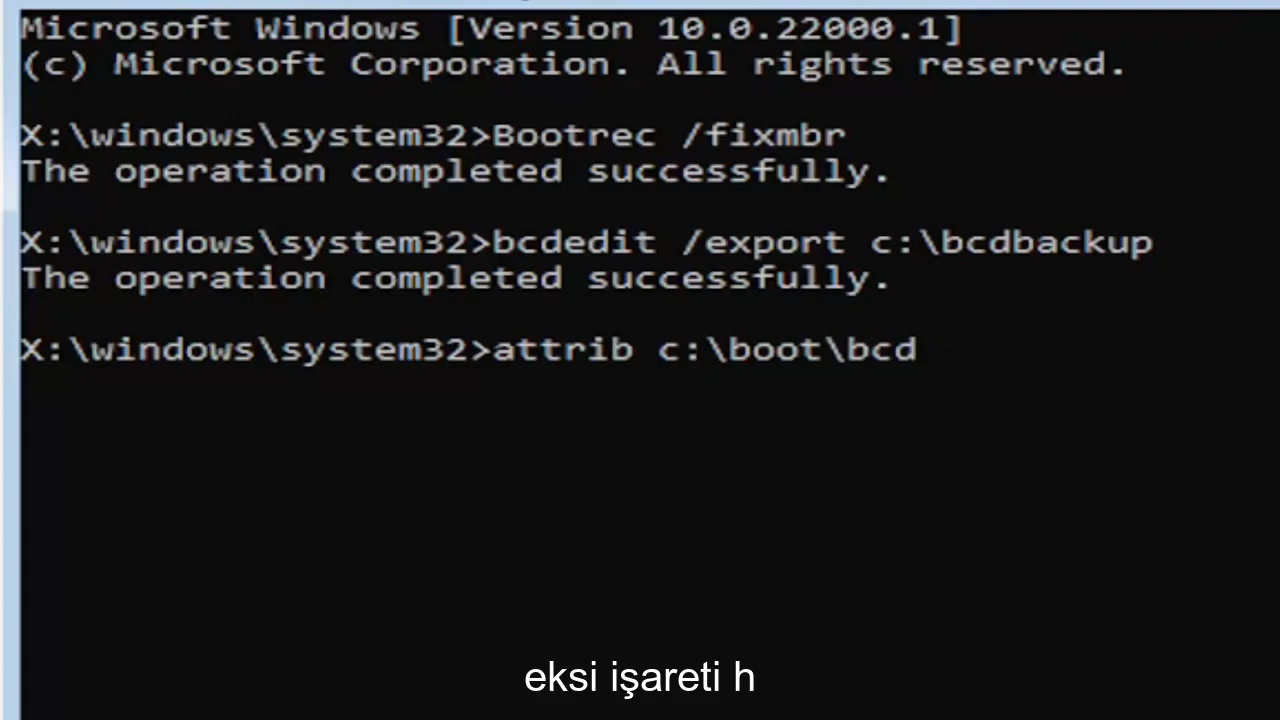 Microsoft Windows [Version 10.0.22000.1]
(c) Microsoft Corporation. All rights reserved.
X:\windows\system32>Bootrec /fixmbr
The operation completed successfully.
X:\windows\system32>bcdedit /export c:\bcdbackup
The operation completed successfully.
X:\windows\system32>attrib c:\boot\bcd
eksi işareti h